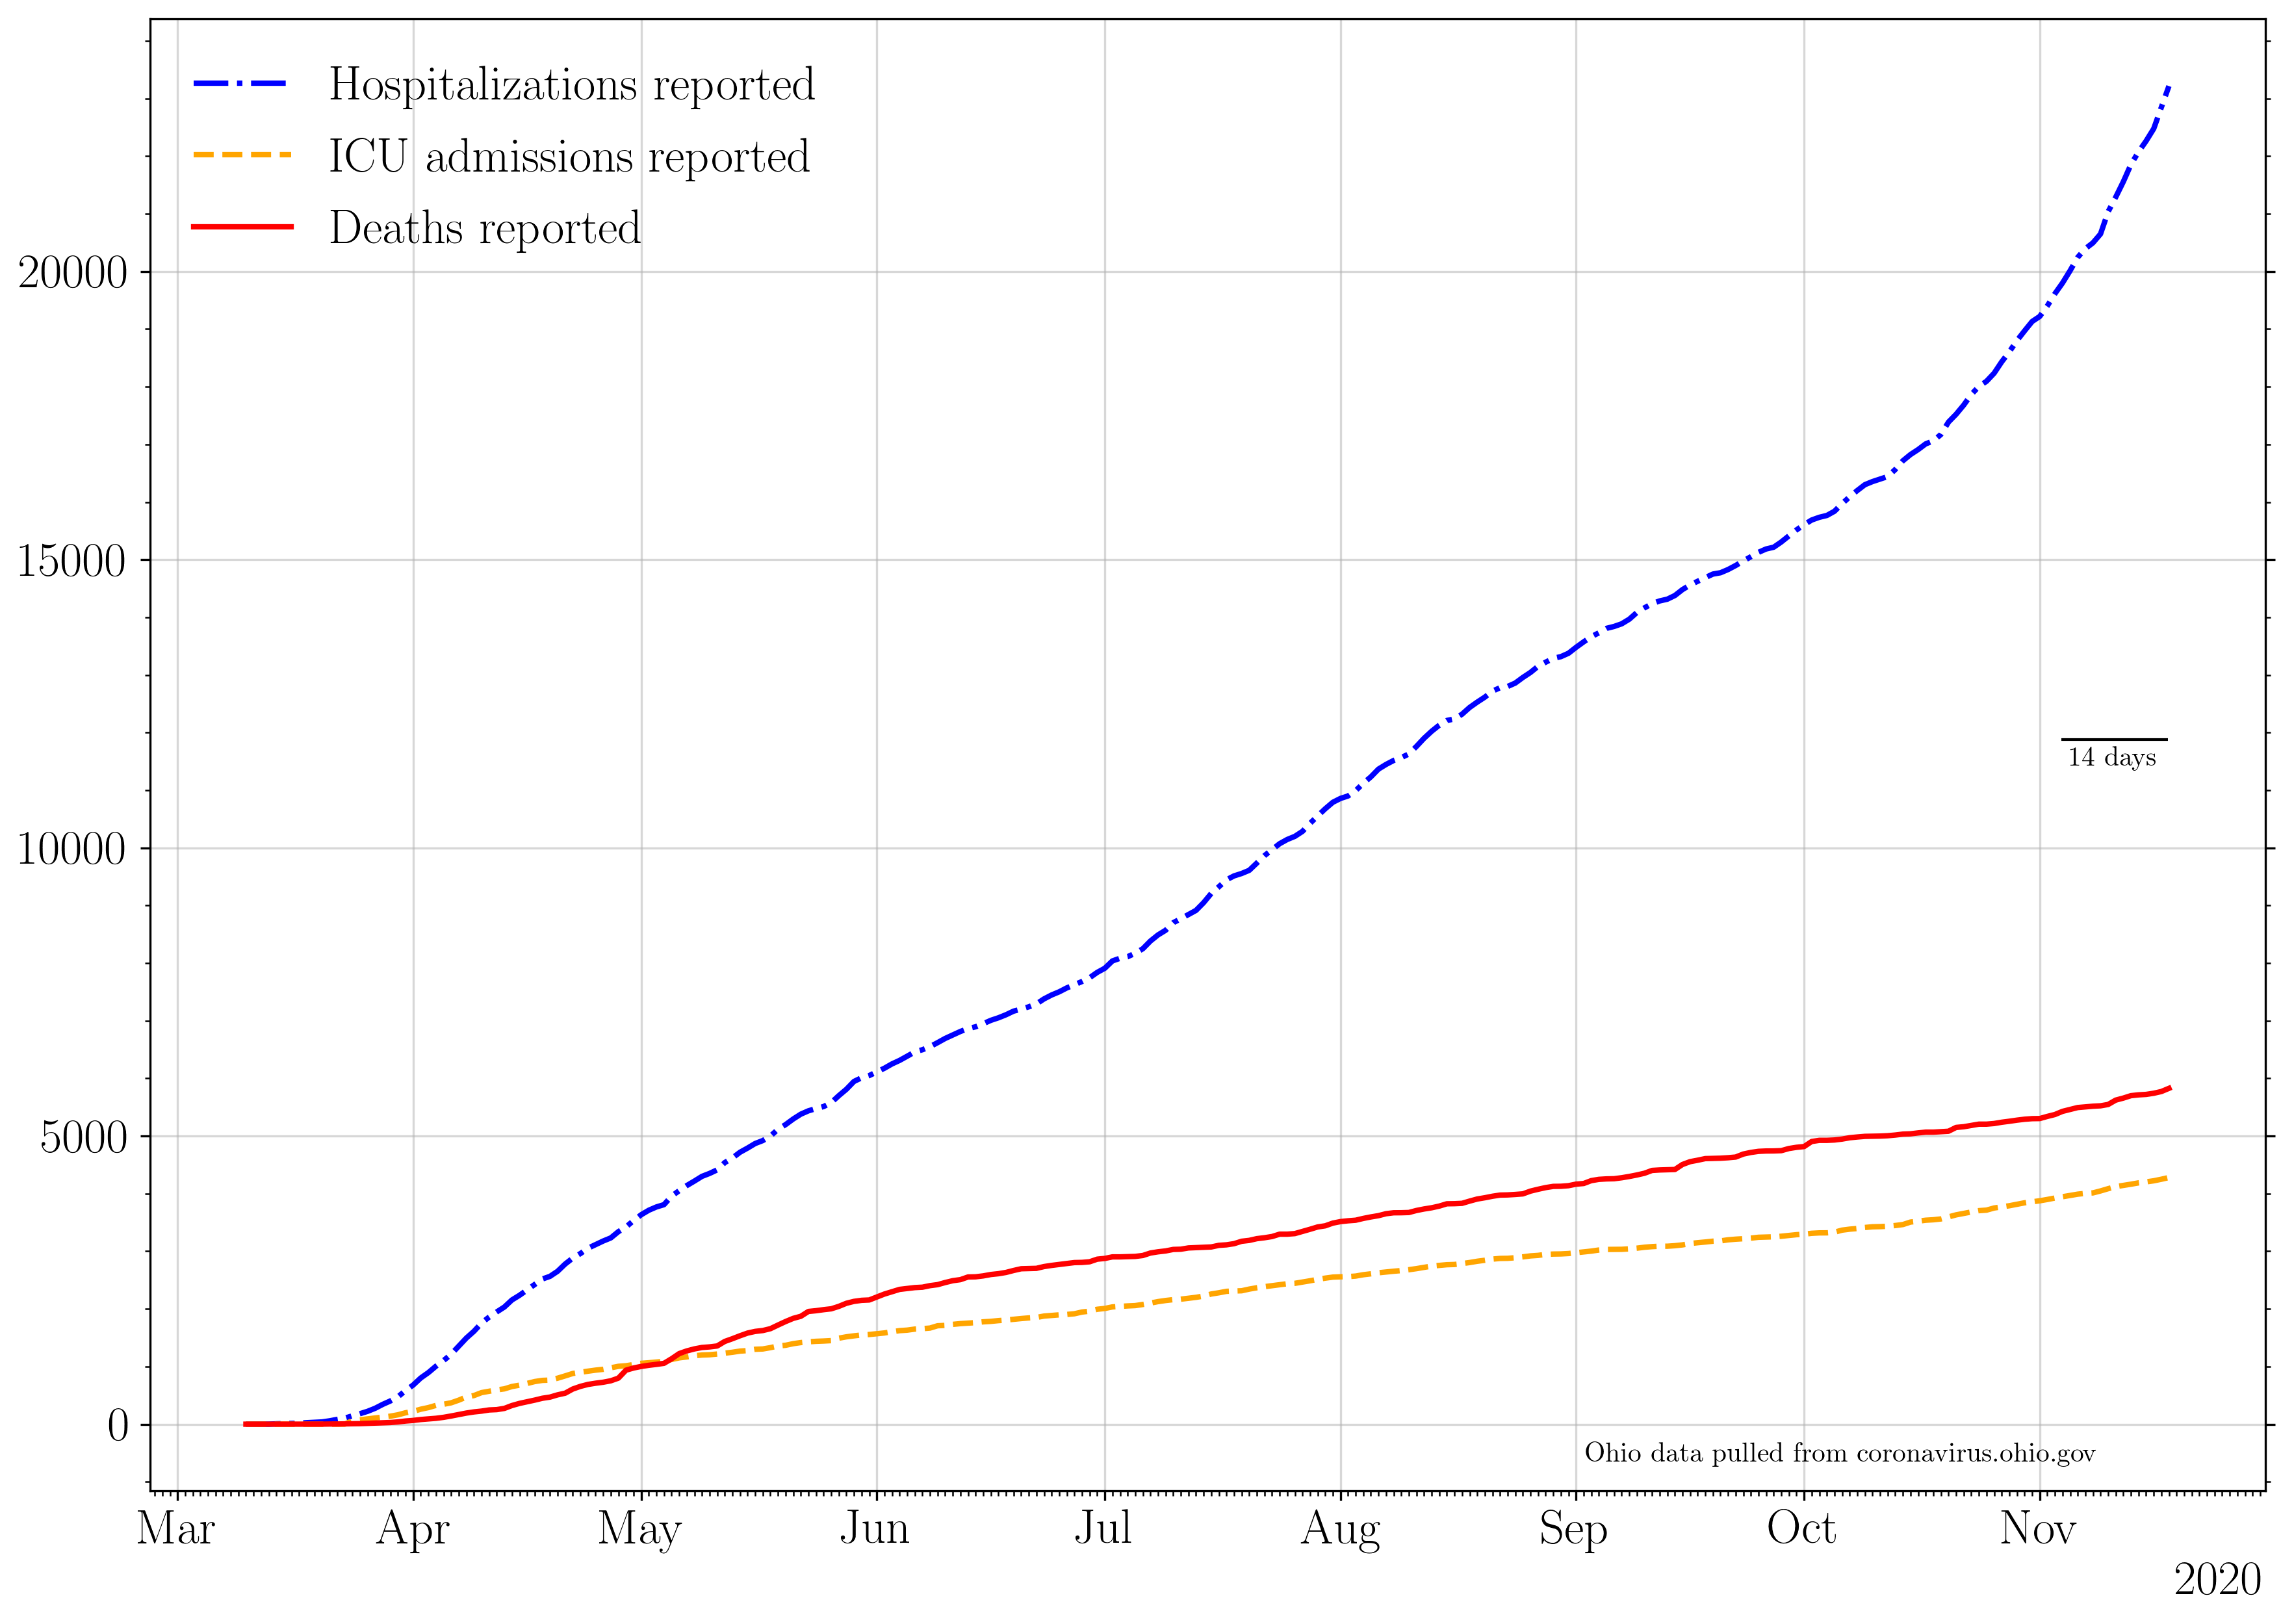 Hospitalizations reported
ICU admissions reported
Deaths reported
20000
15000
10000
5000
0
14 days
Ohio data pulled from coronavirus.ohio.gov
Mar Apr May Jun Jul Aug Sep Oct Nov
2020